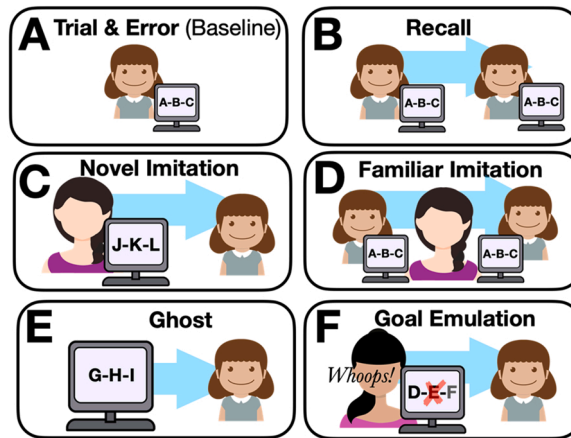 A Trial & Error (Baseline)
A-B-C
B Recall
A-B-C
A-B-C
C Novel Imitation
J-K-L
D Familiar Imitation
A-B-C
A-B-C
E Ghost
G-H-I
F Goal Emulation
Whoops!
D-E-F